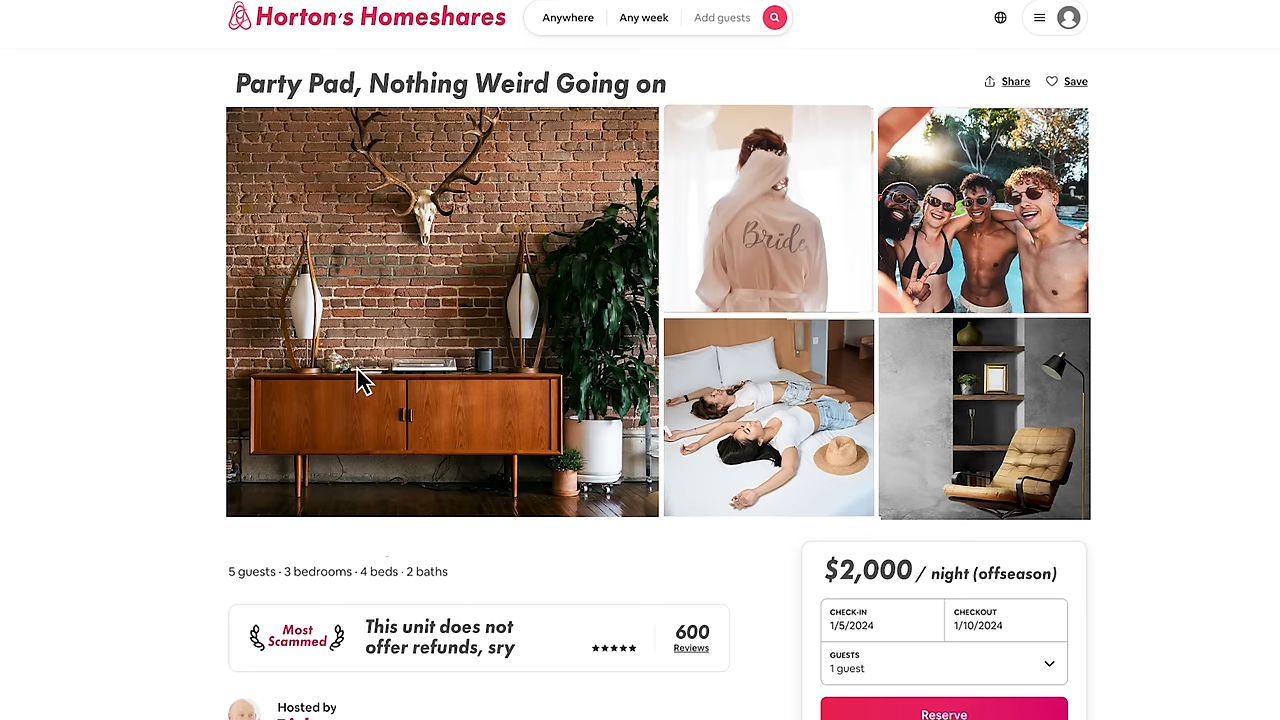 Horton's Homeshares
Anywhere
Any week
Add guests
Party Pad, Nothing Weird Going on
Share
Save
Bride
5 guests · 3 bedrooms · 4 beds · 2 baths
$2,000 / night (offseason)
CHECK-IN
1/5/2024
CHECKOUT
1/10/2024
GUESTS
1 guest
Most
Scammed
This unit does not
offer refunds, sry
600
Reviews
Hosted by
Reserve